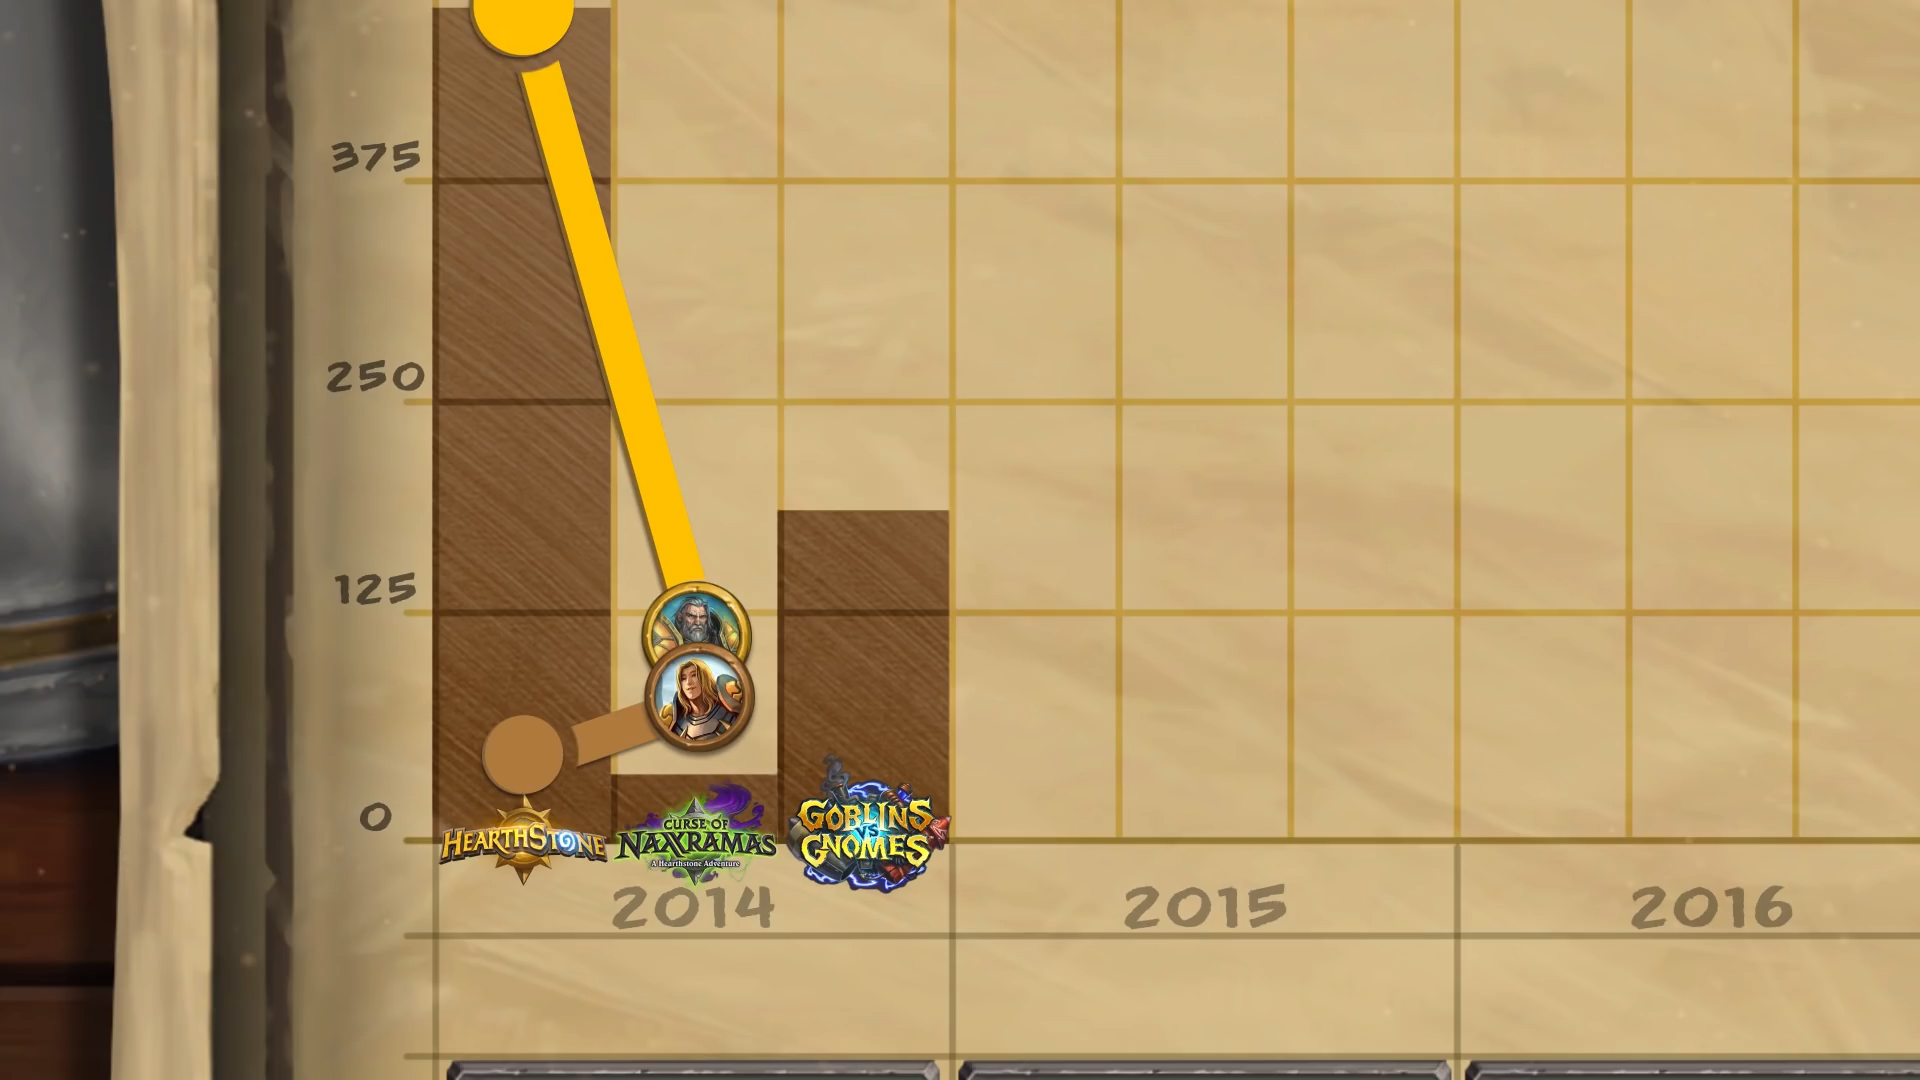 375
250
125
0
HEARTHSTONE
CURSE OF
NAXXRAMAS
A Hearthstone Adventure
GOBLINS
VS
GNOMES
2014
2015
2016